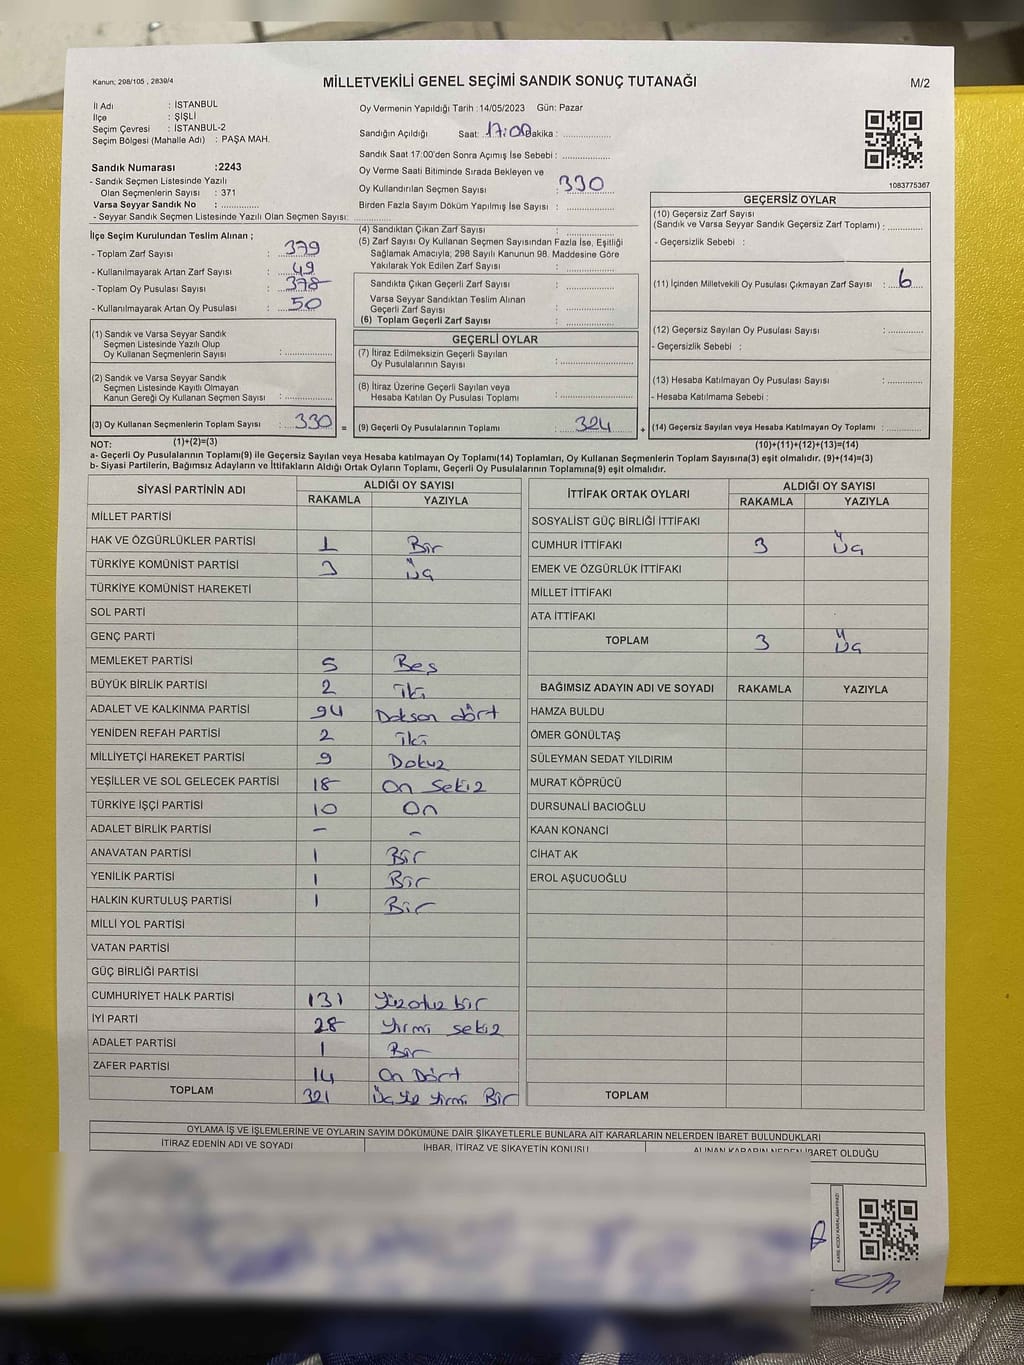 Kanun; 298/105 , 2839/4
MİLLETVEKİLİ GENEL SEÇİMİ SANDIK SONUÇ TUTANAĞI
M/2
İl Adı : İSTANBUL
İlçe : ŞİŞLİ
Seçim Çevresi : İSTANBUL-2
Seçim Bölgesi (Mahalle Adı) : PAŞA MAH.
Sandık Numarası :2243
- Sandık Seçmen Listesinde Yazılı
Olan Seçmenlerin Sayısı : 371
Varsa Seyyar Sandık No : ..............
- Seyyar Sandık Seçmen Listesinde Yazılı Olan Seçmen Sayısı: ..............
Oy Vermenin Yapıldığı Tarih :14/05/2023 Gün: Pazar
Sandığın Açıldığı Saat: 17:00 Dakika : ..............
Sandık Saat 17:00'den Sonra Açımış İse Sebebi : ..............
Oy Verme Saati Bitiminde Sırada Bekleyen ve
Oy Kullandırılan Seçmen Sayısı : 330
Birden Fazla Sayım Döküm Yapılmış İse Sayısı : ..............
1083775367
İlçe Seçim Kurulundan Teslim Alınan ;
- Toplam Zarf Sayısı : 379
- Kullanılmayarak Artan Zarf Sayısı : 49
- Toplam Oy Pusulası Sayısı : 378
- Kullanılmayarak Artan Oy Pusulası : 50
(1) Sandık ve Varsa Seyyar Sandık
Seçmen Listesinde Yazılı Olup
Oy Kullanan Seçmenlerin Sayısı : ..............
(2) Sandık ve Varsa Seyyar Sandık
Seçmen Listesinde Kayıtlı Olmayan
Kanun Gereği Oy Kullanan Seçmen Sayısı : ..............
(3) Oy Kullanan Seçmenlerin Toplam Sayısı : 330 =
(4) Sandıktan Çıkan Zarf Sayısı : ..............
(5) Zarf Sayısı Oy Kullanan Seçmen Sayısından Fazla İse, Eşitliği
Sağlamak Amacıyla; 298 Sayılı Kanunun 98. Maddesine Göre
Yakılarak Yok Edilen Zarf Sayısı : ..............
Sandıkta Çıkan Geçerli Zarf Sayısı : ..............
Varsa Seyyar Sandıktan Teslim Alınan
Geçerli Zarf Sayısı : ..............
(6) Toplam Geçerli Zarf Sayısı : ..............
GEÇERLİ OYLAR
(7) İtiraz Edilmeksizin Geçerli Sayılan
Oy Pusulalarının Sayısı : ..............
(8) İtiraz Üzerine Geçerli Sayılan veya
Hesaba Katılan Oy Pusulası Toplamı : ..............
(9) Geçerli Oy Pusulalarının Toplamı : 324 +
GEÇERSİZ OYLAR
(10) Geçersiz Zarf Sayısı
(Sandık ve Varsa Seyyar Sandık Geçersiz Zarf Toplamı) : ..............
- Geçersizlik Sebebi :
(11) İçinden Milletvekili Oy Pusulası Çıkmayan Zarf Sayısı : 6
(12) Geçersiz Sayılan Oy Pusulası Sayısı : ..............
- Geçersizlik Sebebi :
(13) Hesaba Katılmayan Oy Pusulası Sayısı : ..............
- Hesaba Katılmama Sebebi :
(14) Geçersiz Sayılan veya Hesaba Katılmayan Oy Toplamı : ..............
NOT: (1)+(2)=(3)
(10)+(11)+(12)+(13)=(14)
a- Geçerli Oy Pusulalarının Toplamı(9) ile Geçersiz Sayılan veya Hesaba katılmayan Oy Toplamı(14) Toplamları, Oy Kullanan Seçmenlerin Toplam Sayısına(3) eşit olmalıdır. (9)+(14)=(3)
b- Siyasi Partilerin, Bağımsız Adayların ve İttifakların Aldığı Ortak Oyların Toplamı, Geçerli Oy Pusulalarının Toplamına(9) eşit olmalıdır.
SİYASİ PARTİNİN ADI ALDIĞI OY SAYISI
RAKAMLA YAZIYLA
MİLLET PARTİSİ
HAK VE ÖZGÜRLÜKLER PARTİSİ 1 Bir
TÜRKİYE KOMÜNİST PARTİSİ 3 Üç
TÜRKİYE KOMÜNİST HAREKETİ
SOL PARTİ
GENÇ PARTİ
MEMLEKET PARTİSİ 5 Beş
BÜYÜK BİRLİK PARTİSİ 2 İki
ADALET VE KALKINMA PARTİSİ 94 Doksan dört
YENİDEN REFAH PARTİSİ 2 İki
MİLLİYETÇİ HAREKET PARTİSİ 9 Dokuz
YEŞİLLER VE SOL GELECEK PARTİSİ 18 On Sekiz
TÜRKİYE İŞÇİ PARTİSİ 10 On
ADALET BİRLİK PARTİSİ - -
ANAVATAN PARTİSİ 1 Bir
YENİLİK PARTİSİ 1 Bir
HALKIN KURTULUŞ PARTİSİ 1 Bir
MİLLİ YOL PARTİSİ
VATAN PARTİSİ
GÜÇ BİRLİĞİ PARTİSİ
CUMHURİYET HALK PARTİSİ 131 Yüzotuz bir
İYİ PARTİ 28 Yirmi sekiz
ADALET PARTİSİ 1 Bir
ZAFER PARTİSİ 14 On Dört
TOPLAM 321 Üç Yüz Yirmi Bir
İTTİFAK ORTAK OYLARI ALDIĞI OY SAYISI
RAKAMLA YAZIYLA
SOSYALİST GÜÇ BİRLİĞİ İTTİFAKI
CUMHUR İTTİFAKI 3 Üç
EMEK VE ÖZGÜRLÜK İTTİFAKI
MİLLET İTTİFAKI
ATA İTTİFAKI
TOPLAM 3 Üç
BAĞIMSIZ ADAYIN ADI VE SOYADI RAKAMLA YAZIYLA
HAMZA BULDU
ÖMER GÖNÜLTAŞ
SÜLEYMAN SEDAT YILDIRIM
MURAT KÖPRÜCÜ
DURSUNALİ BACIOĞLU
KAAN KONANCİ
CİHAT AK
EROL AŞUCUOĞLU
TOPLAM
OYLAMA İŞ VE İŞLEMLERİNE VE OYLARIN SAYIM DÖKÜMÜNE DAİR ŞİKAYETLERLE BUNLARA AİT KARARLARIN NELERDEN İBARET BULUNDUKLARI
İTİRAZ EDENİN ADI VE SOYADI İHBAR, İTİRAZ VE ŞİKAYETİN KONUSU ALINAN KARARIN NEDEN İBARET OLDUĞU